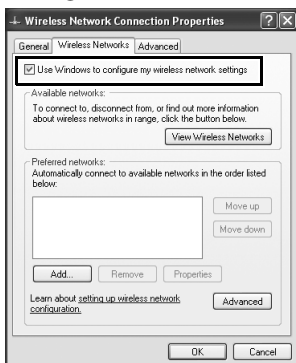 Wireless Network Connection Properties
General Wireless Networks Advanced
Use Windows to configure my wireless network settings
Available networks:
To connect to, disconnect from, or find out more information
about wireless networks in range, click the button below.
View Wireless Networks
Preferred networks:
Automatically connect to available networks in the order listed
below:
Move up
Move down
Add... Remove Properties
Learn about setting up wireless network
configuration.
Advanced
OK Cancel